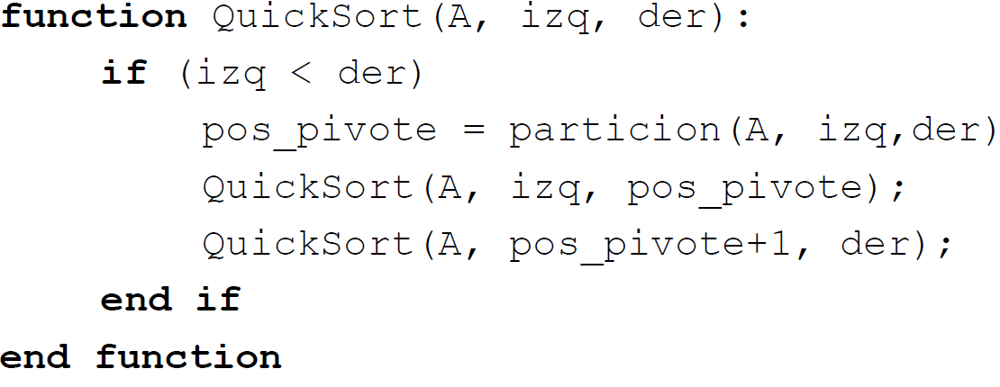 function QuickSort(A, izq, der):
if (izq < der)
pos_pivote = particion(A, izq,der)
QuickSort(A, izq, pos_pivote);
QuickSort(A, pos_pivote+1, der);
end if
end function